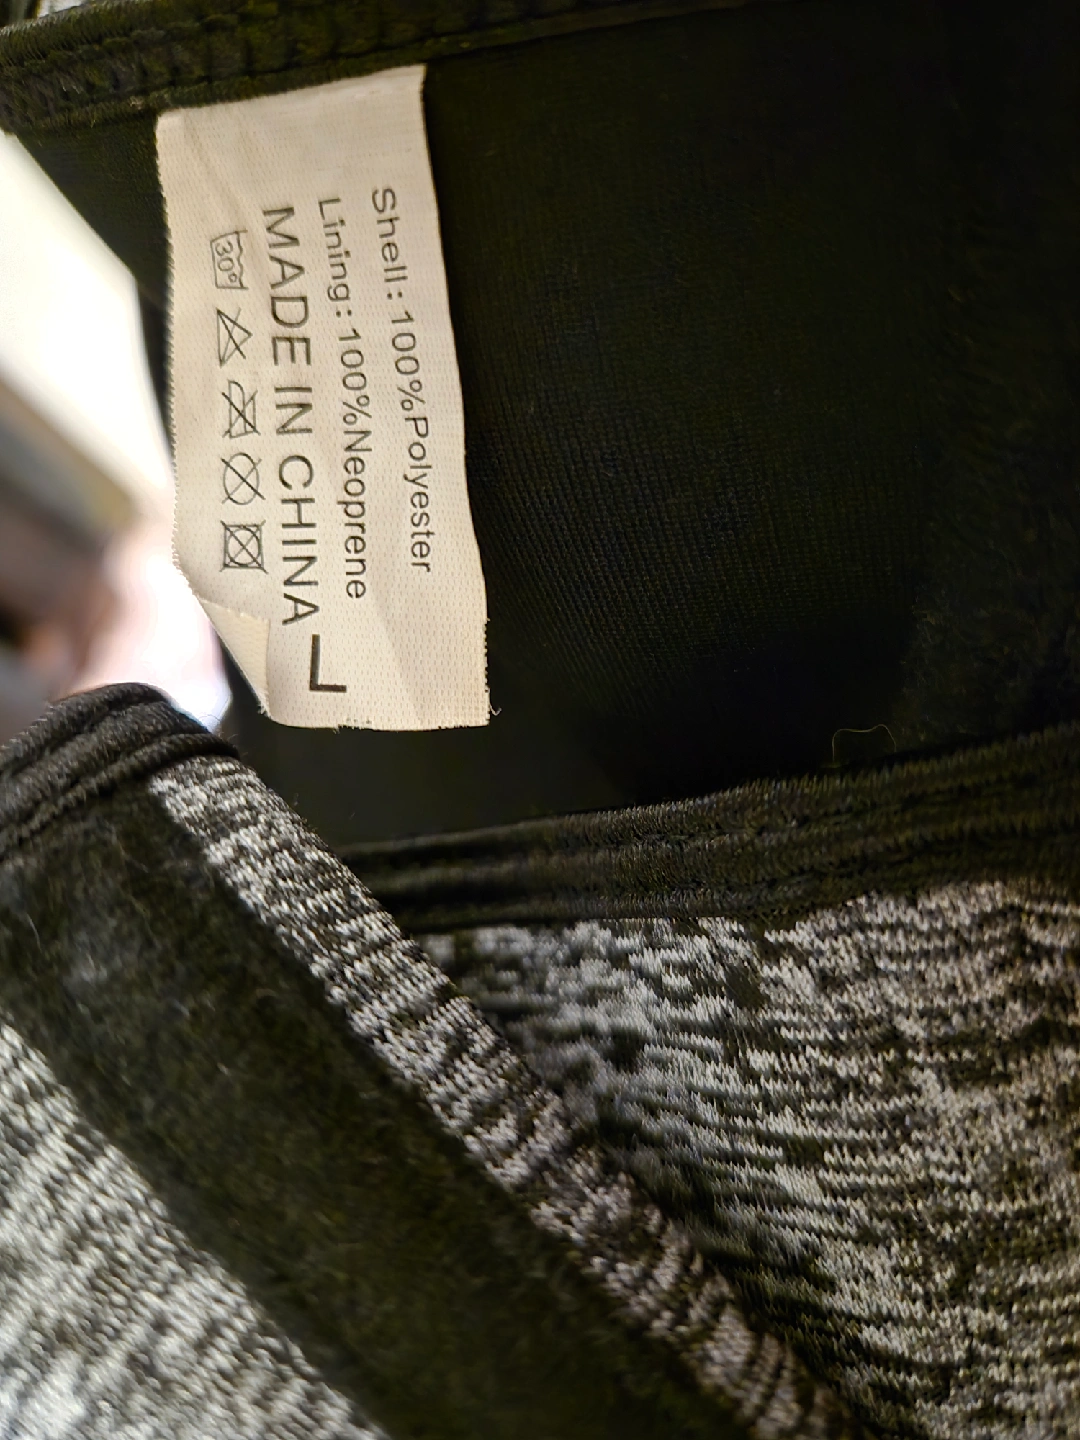 Shell: 100%Polyester
Lining: 100%Neoprene
MADE IN CHINA
L
30°